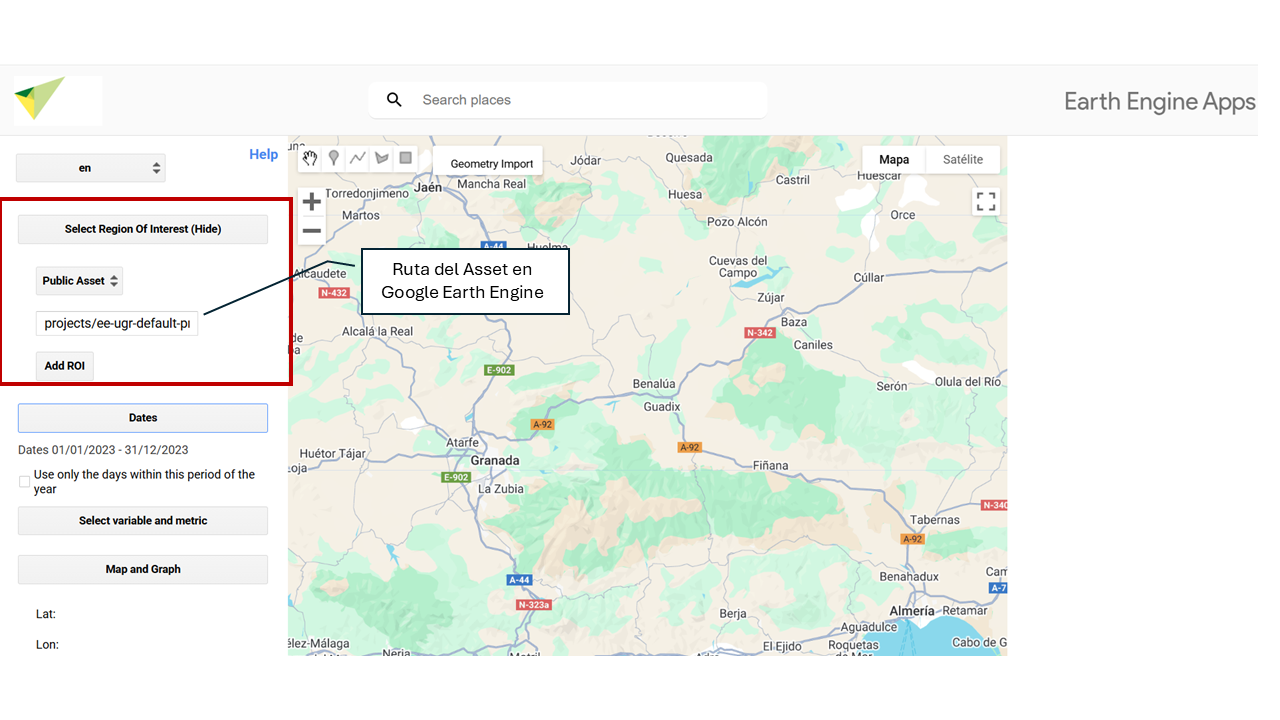 Search places
Earth Engine Apps
en
Help
Select Region Of Interest (Hide)
Public Asset
projects/ee-ugr-default-pr
Add ROI
Dates
Dates 01/01/2023 - 31/12/2023
Use only the days within this period of the
year
Select variable and metric
Map and Graph
Lat:
Lon:
Ruta del Asset en
Google Earth Engine
Geometry Import
Mapa
Satélite
Jódar
Quesada
Castril
Huéscar
Torredonjimeno
Jaén
Mancha Real
Huesa
Martos
Pozo Alcón
Orce
A-44
Huelma
Alcaudete
Cuevas del
Campo
Cúllar
N-432
Zújar
Alcalá la Real
Baza
N-342
Caniles
E-902
Benalúa
Serón
Olula del Río
Guadix
A-92
Atarfe
A-92
Huétor Tájar
Granada
Fiñana
E-902
La Zubia
N-340
Tabernas
A-92
A-44
Benahadux
A-7
N-323a
Berja
Almería
Retamar
Aguadulce
élez-Málaga
El Ejido
Roquetas
de Mar
Cabo de G
Nerja
Motril